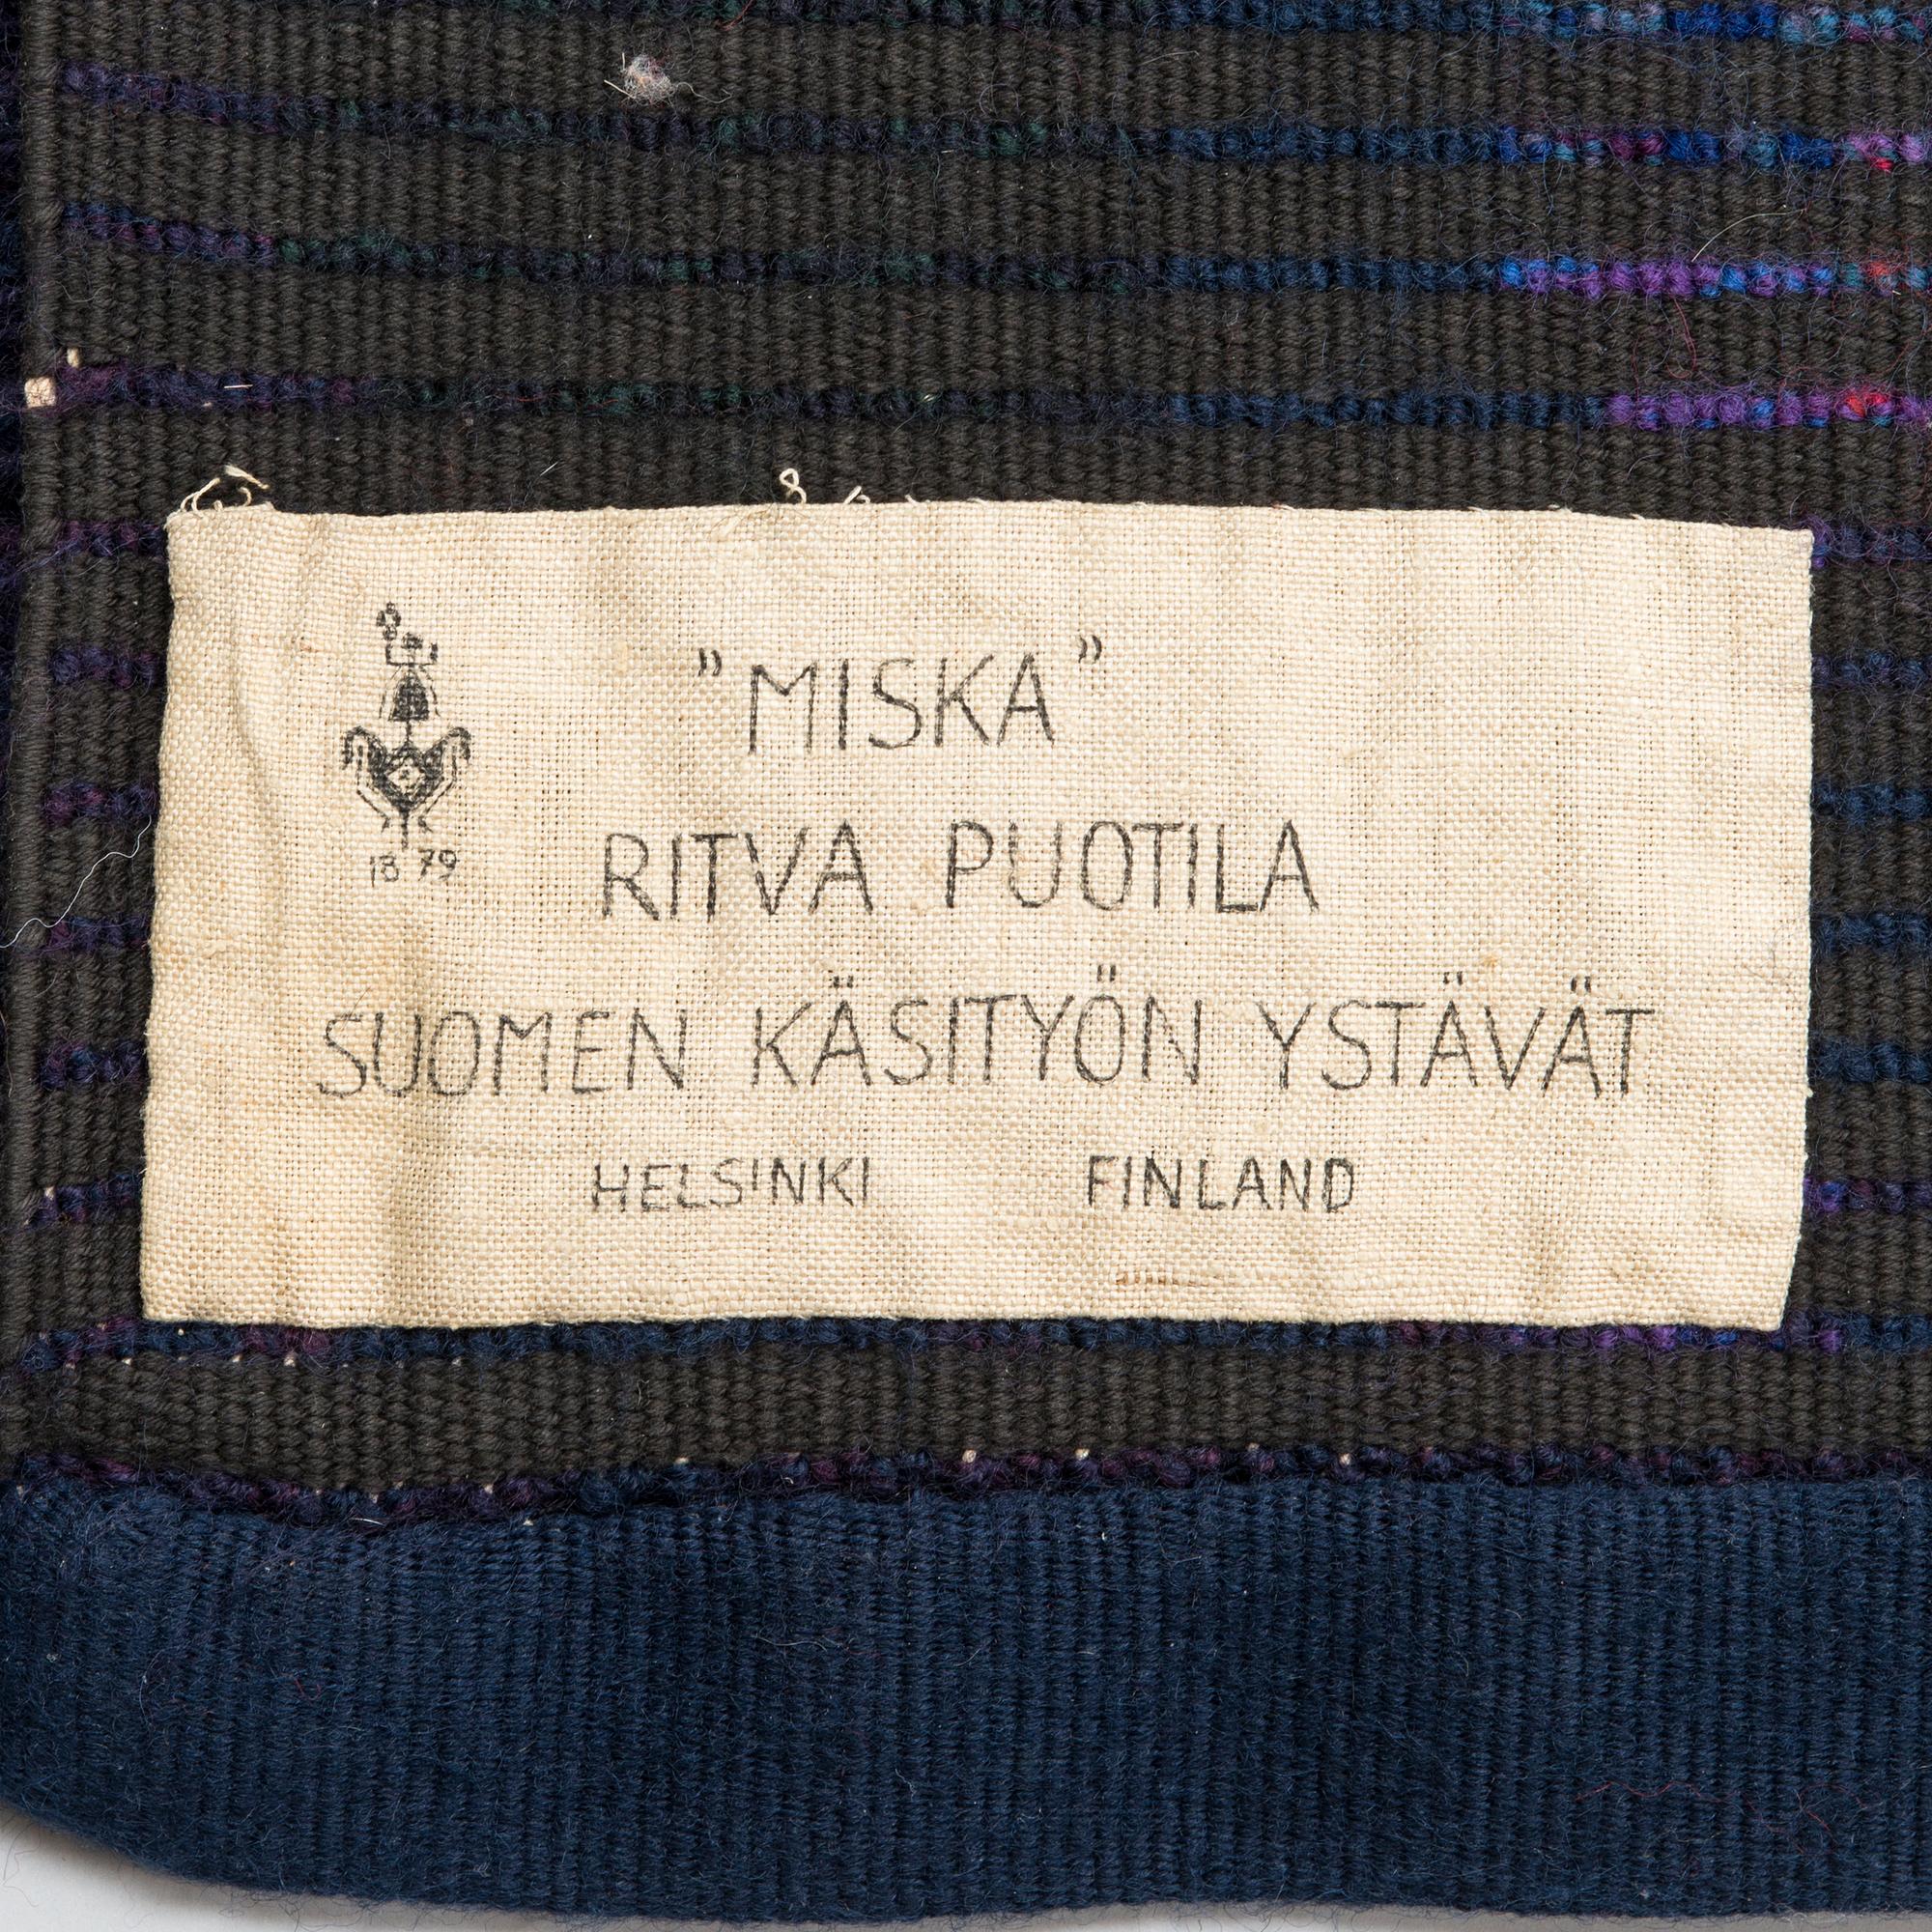 "MISKA"
RITVA PUOTILA
1879
SUOMEN KÄSITYÖN YSTÄVÄT
HELSINKI FINLAND